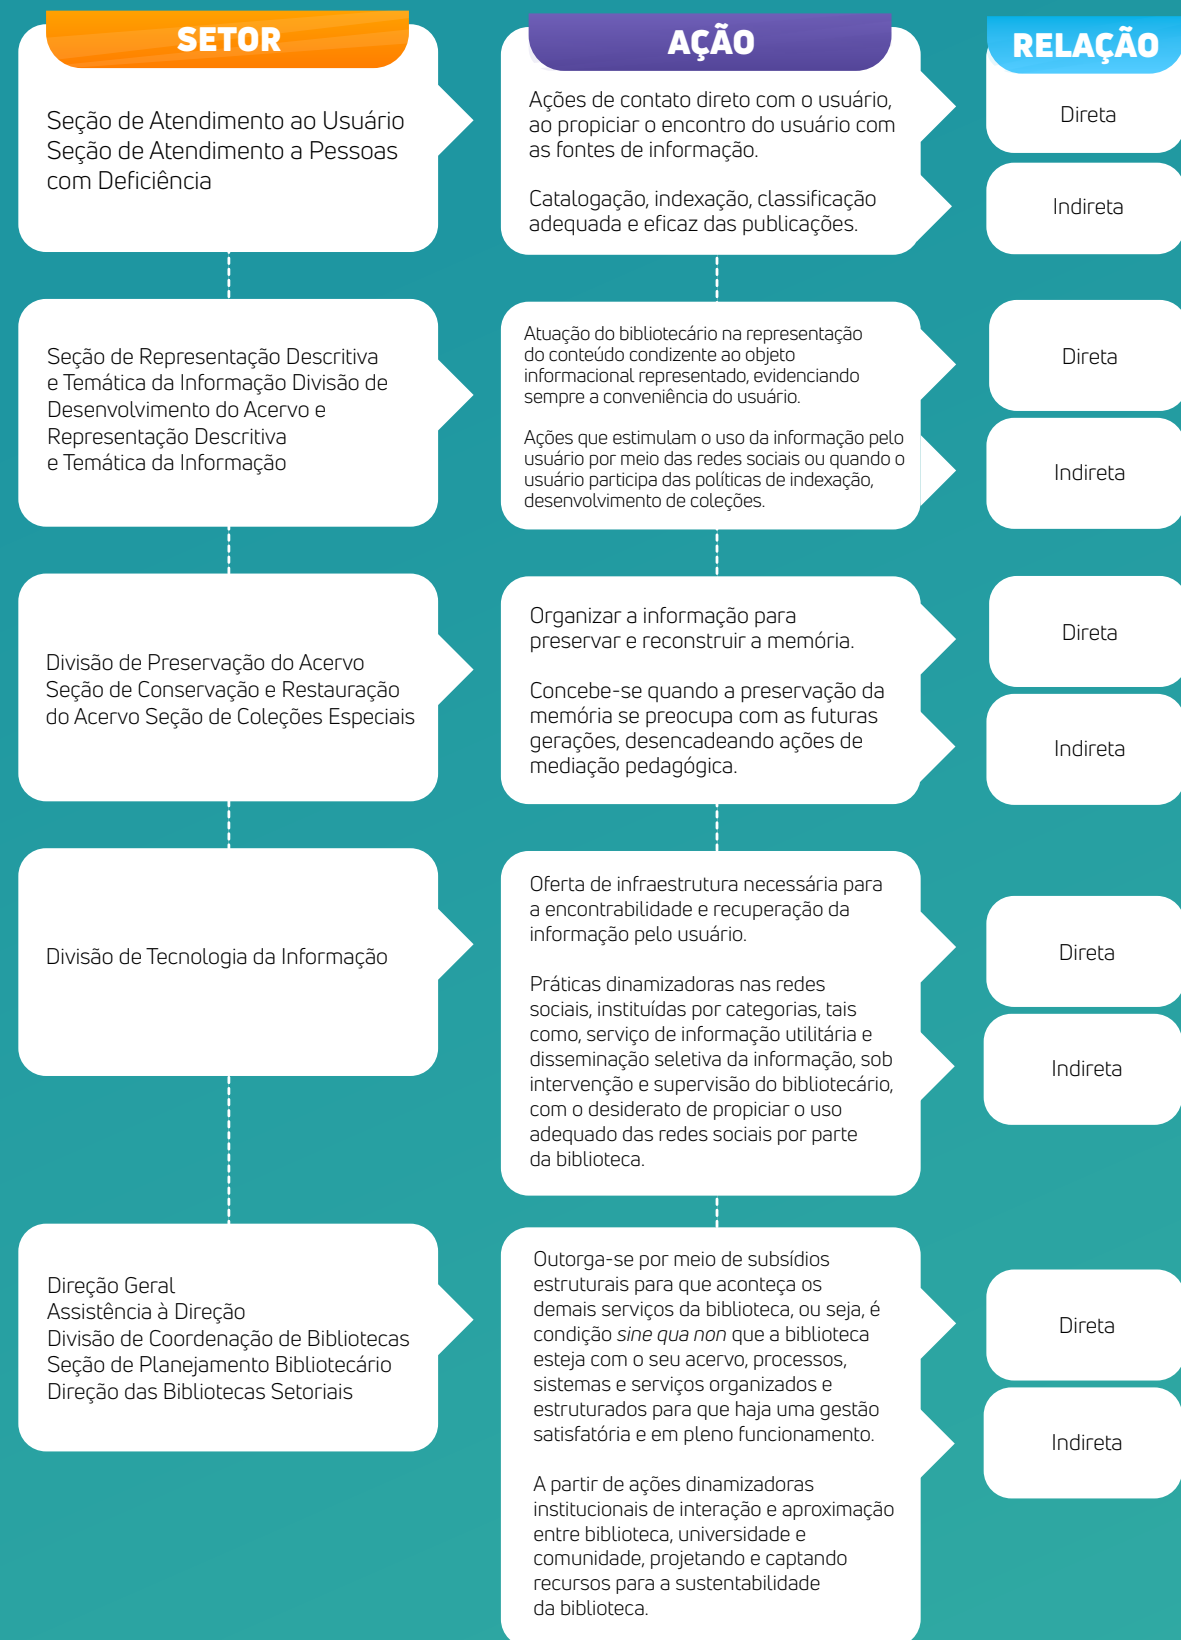 SETOR
AÇÃO
RELAÇÃO
Seção de Atendimento ao Usuário
Seção de Atendimento a Pessoas
com Deficiência
Ações de contato direto com o usuário,
ao propiciar o encontro do usuário com
as fontes de informação.
Catalogação, indexação, classificação
adequada e eficaz das publicações.
Direta
Indireta
Seção de Representação Descritiva
e Temática da Informação Divisão de
Desenvolvimento do Acervo e
Representação Descritiva
e Temática da Informação
Atuação do bibliotecário na representação
do conteúdo condizente ao objeto
informacional representado, evidenciando
sempre a conveniência do usuário.
Ações que estimulam o uso da informação pelo
usuário por meio das redes sociais ou quando o
usuário participa das políticas de indexação,
desenvolvimento de coleções.
Direta
Indireta
Divisão de Preservação do Acervo
Seção de Conservação e Restauração
do Acervo Seção de Coleções Especiais
Organizar a informação para
preservar e reconstruir a memória.
Concebe-se quando a preservação da
memória se preocupa com as futuras
gerações, desencadeando ações de
mediação pedagógica.
Direta
Indireta
Divisão de Tecnologia da Informação
Oferta de infraestrutura necessária para
a encontrabilidade e recuperação da
informação pelo usuário.
Práticas dinamizadoras nas redes
sociais, instituídas por categorias, tais
como, serviço de informação utilitária e
disseminação seletiva da informação, sob
intervenção e supervisão do bibliotecário,
com o desiderato de propiciar o uso
adequado das redes sociais por parte
da biblioteca.
Direta
Indireta
Direção Geral
Assistência à Direção
Divisão de Coordenação de Bibliotecas
Seção de Planejamento Bibliotecário
Direção das Bibliotecas Setoriais
Outorga-se por meio de subsídios
estruturais para que aconteça os
demais serviços da biblioteca, ou seja, é
condição sine qua non que a biblioteca
esteja com o seu acervo, processos,
sistemas e serviços organizados e
estruturados para que haja uma gestão
satisfatória e em pleno funcionamento.
A partir de ações dinamizadoras
institucionais de interação e aproximação
entre biblioteca, universidade e
comunidade, projetando e captando
recursos para a sustentabilidade
da biblioteca.
Direta
Indireta